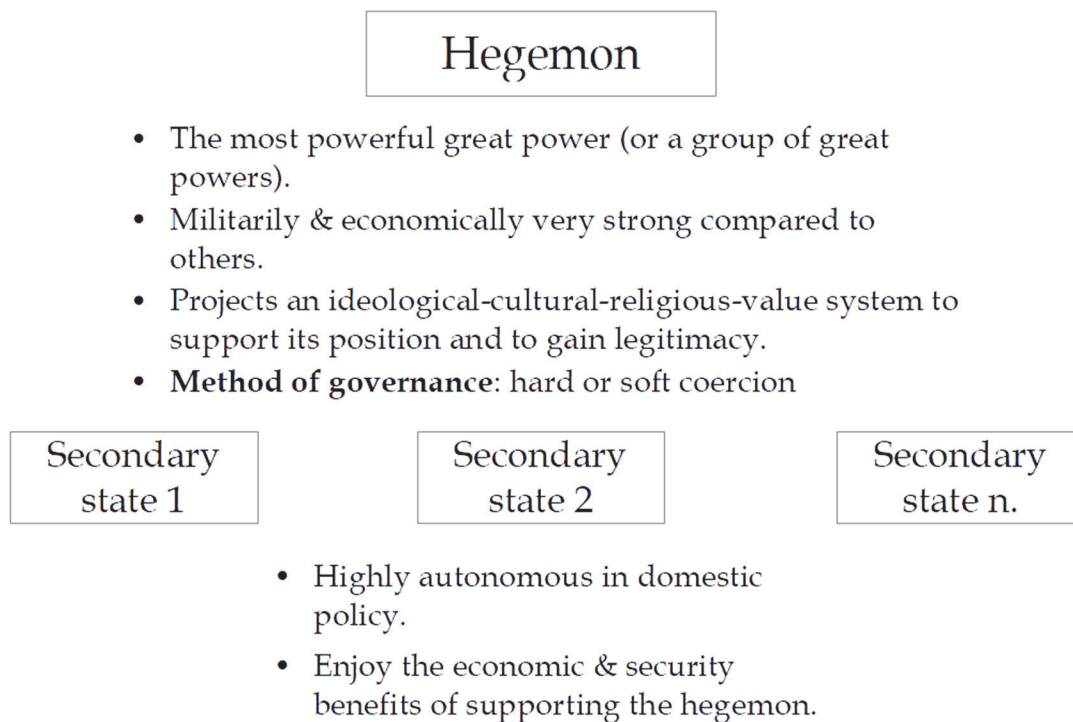 Hegemon
• The most powerful great power (or a group of great
powers).
• Militarily & economically very strong compared to
others.
• Projects an ideological-cultural-religious-value system to
support its position and to gain legitimacy.
• Method of governance: hard or soft coercion
Secondary
state 1
Secondary
state 2
Secondary
state n.
• Highly autonomous in domestic
policy.
• Enjoy the economic & security
benefits of supporting the hegemon.